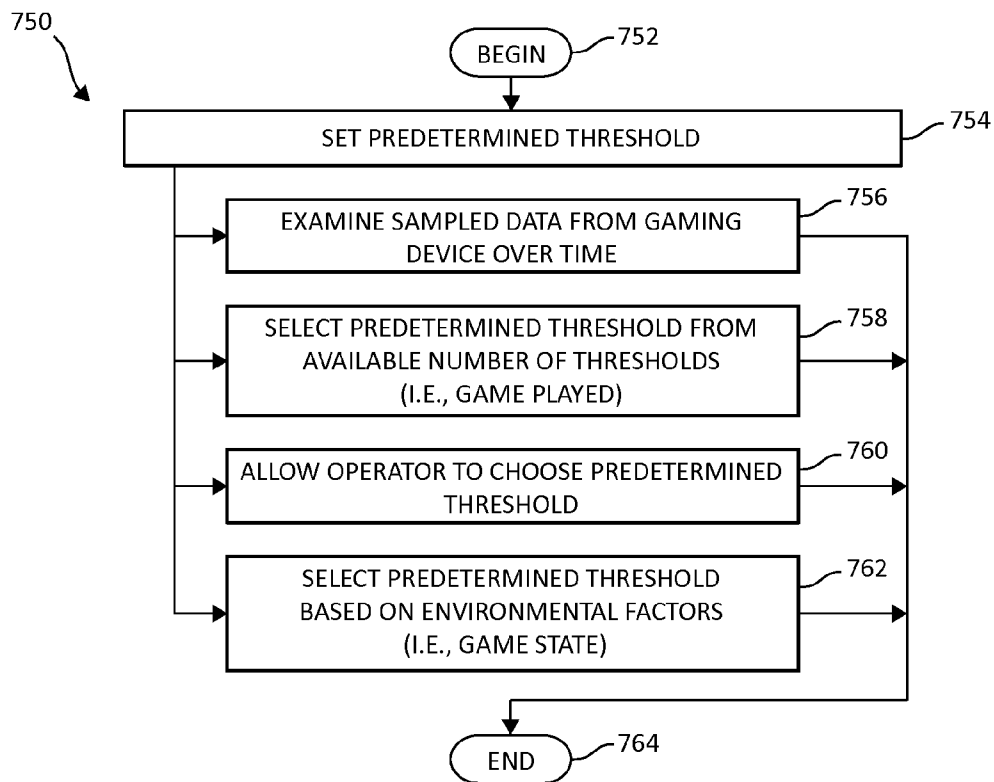 750
BEGIN
752
SET PREDETERMINED THRESHOLD
754
EXAMINE SAMPLED DATA FROM GAMING
DEVICE OVER TIME
756
SELECT PREDETERMINED THRESHOLD FROM
AVAILABLE NUMBER OF THRESHOLDS
(I.E., GAME PLAYED)
758
ALLOW OPERATOR TO CHOOSE PREDETERMINED
THRESHOLD
760
SELECT PREDETERMINED THRESHOLD
BASED ON ENVIRONMENTAL FACTORS
(I.E., GAME STATE)
762
END
764